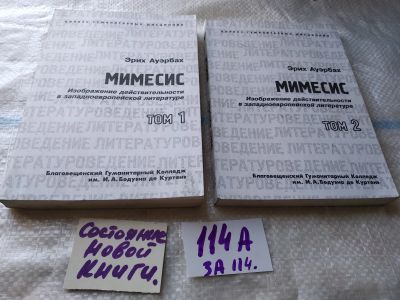 Эрих Ауэрбах
МИМЕСИС
Изображение действительности
в западноевропейской литературе
ТОМ 1
Благовещенский Гуманитарный Колледж
им. И.А.Бодуэна де Куртенэ
Эрих Ауэрбах
МИМЕСИС
Изображение действительности
в западноевропейской литературе
ТОМ 2
Благовещенский Гуманитарный Колледж
им. И.А.Бодуэна де Куртенэ
Состояние
новой
книги.
114А
за 114.